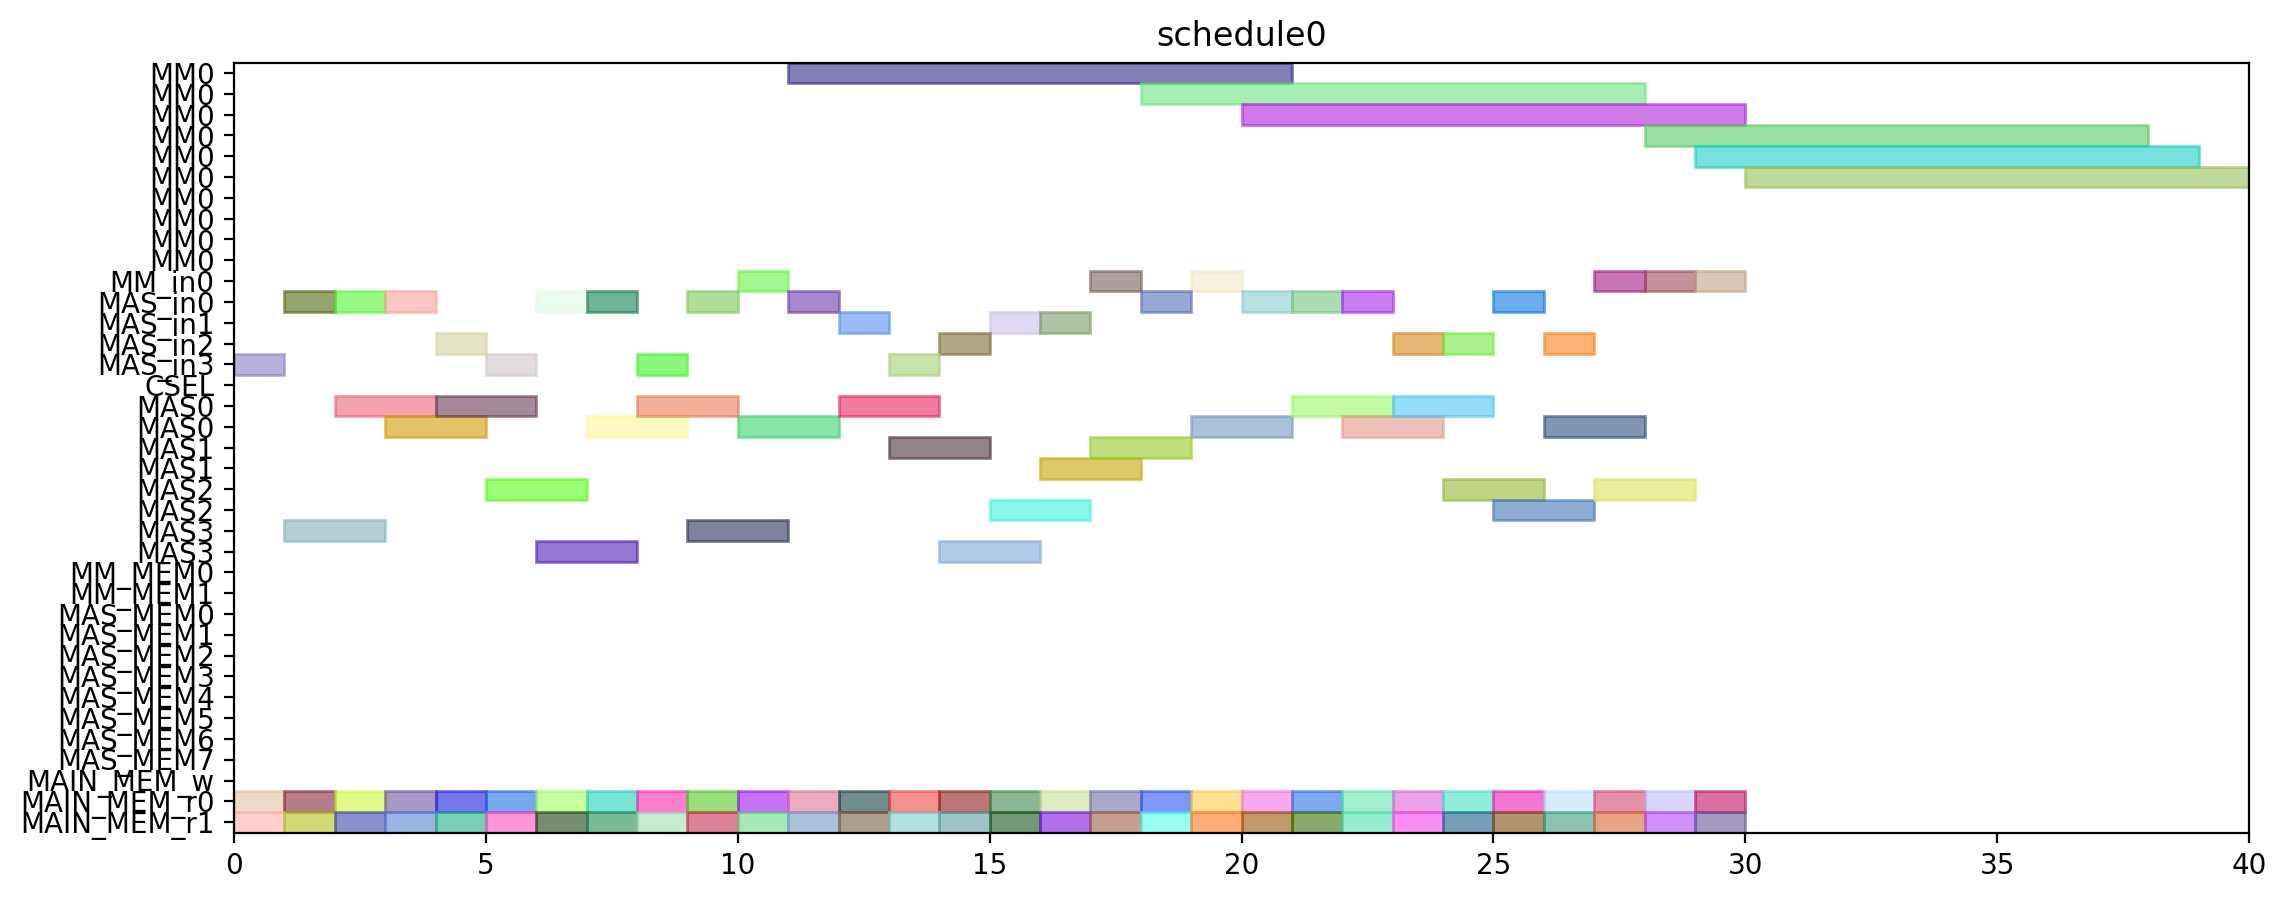 schedule0
MM0
MM0
MM0
MM0
MM0
MM0
MM0
MM0
MM0
MM0
MM_in0
MAS_in0
MAS_in1
MAS_in2
MAS_in3
CSEL
MAS0
MAS0
MAS1
MAS1
MAS2
MAS2
MAS3
MAS3
MM_MEM0
MM_MEM1
MAS_MEM0
MAS_MEM1
MAS_MEM2
MAS_MEM3
MAS_MEM4
MAS_MEM5
MAS_MEM6
MAS_MEM7
MAIN_MEM_w
MAIN_MEM_r0
MAIN_MEM_r1
0 5 10 15 20 25 30 35 40